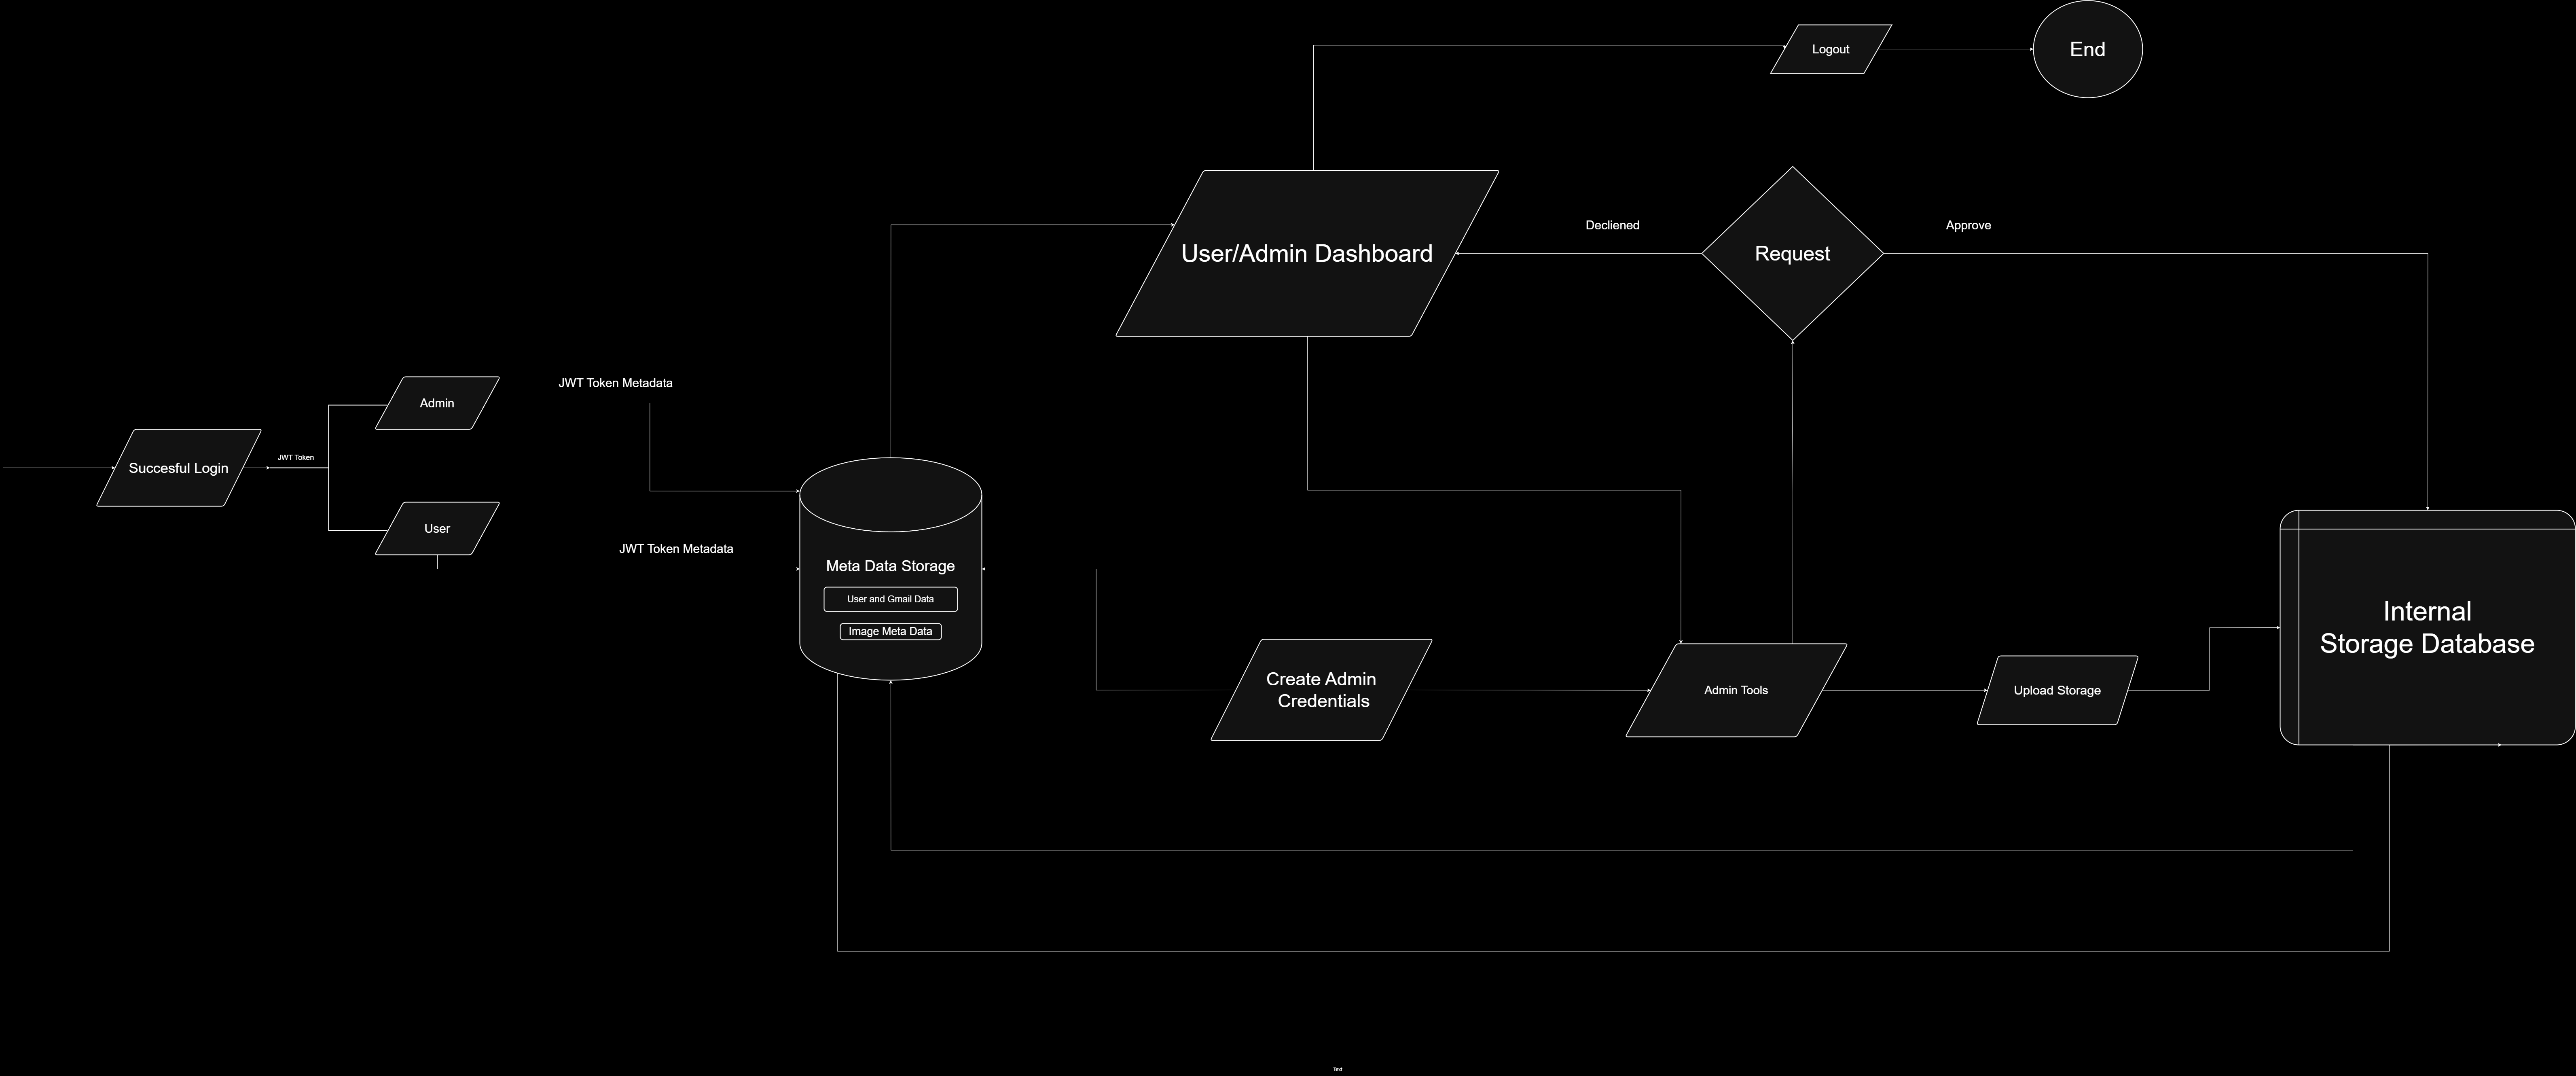 Logout
End
Decliened
Approve
User/Admin Dashboard
Request
Admin
JWT Token Metadata
Succesful Login
JWT Token
User
JWT Token Metadata
Meta Data Storage
User and Gmail Data
Image Meta Data
Create Admin
Credentials
Admin Tools
Upload Storage
Internal
Storage Database
Text